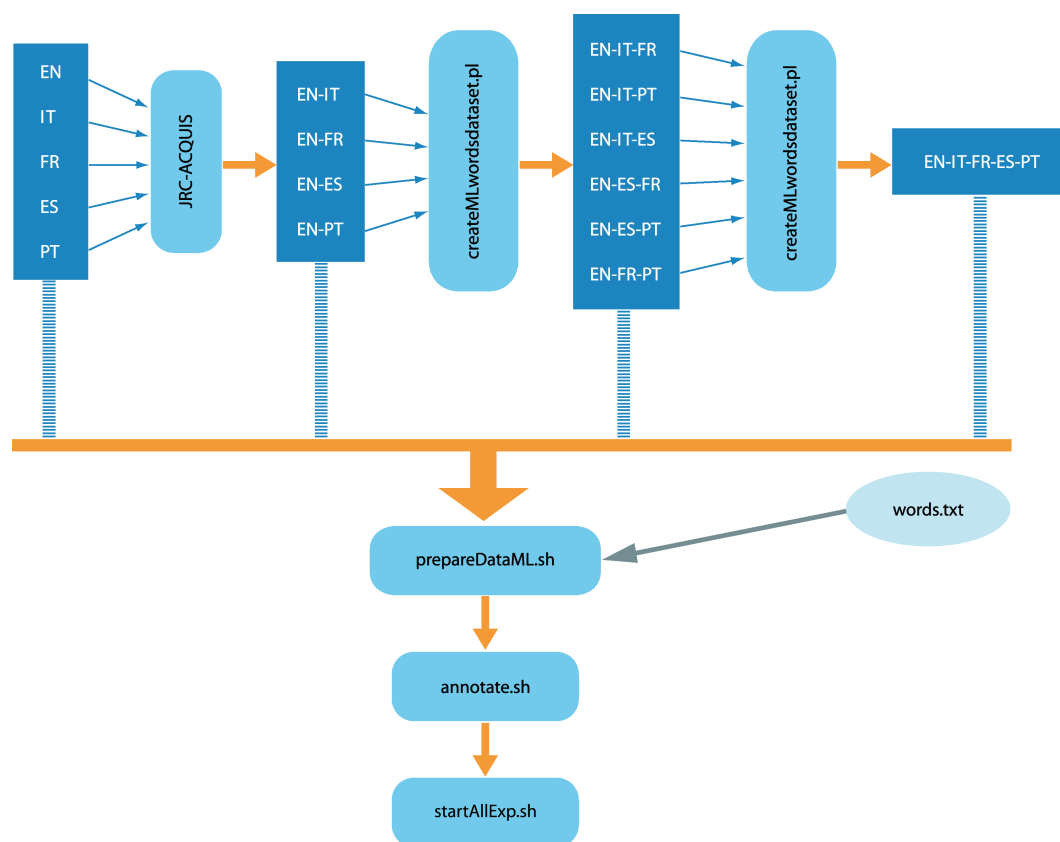 EN
IT
FR
ES
PT
JRC-ACQUIS
EN-IT
EN-FR
EN-ES
EN-PT
createMLwordsdataset.pl
EN-IT-FR
EN-IT-PT
EN-IT-ES
EN-ES-FR
EN-ES-PT
EN-FR-PT
createMLwordsdataset.pl
EN-IT-FR-ES-PT
words.txt
prepareDataML.sh
annotate.sh
startAllExp.sh